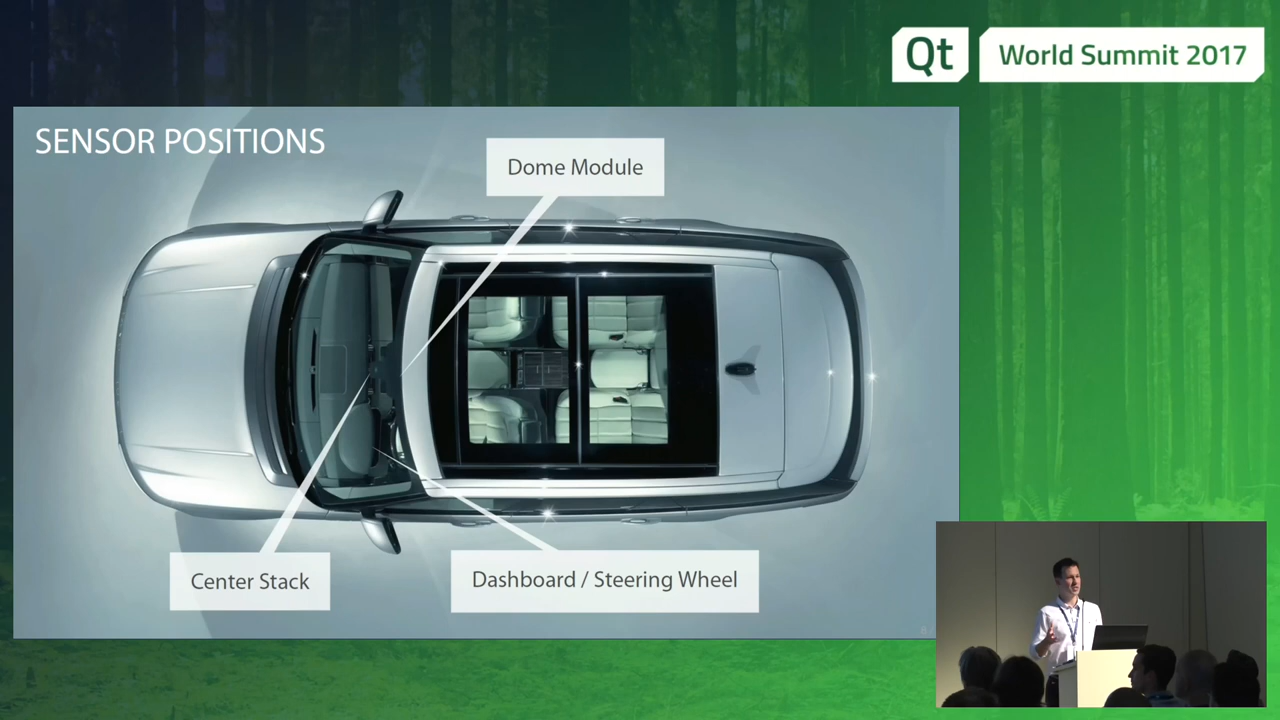 Qt
World Summit 2017
SENSOR POSITIONS
Dome Module
Center Stack
Dashboard / Steering Wheel